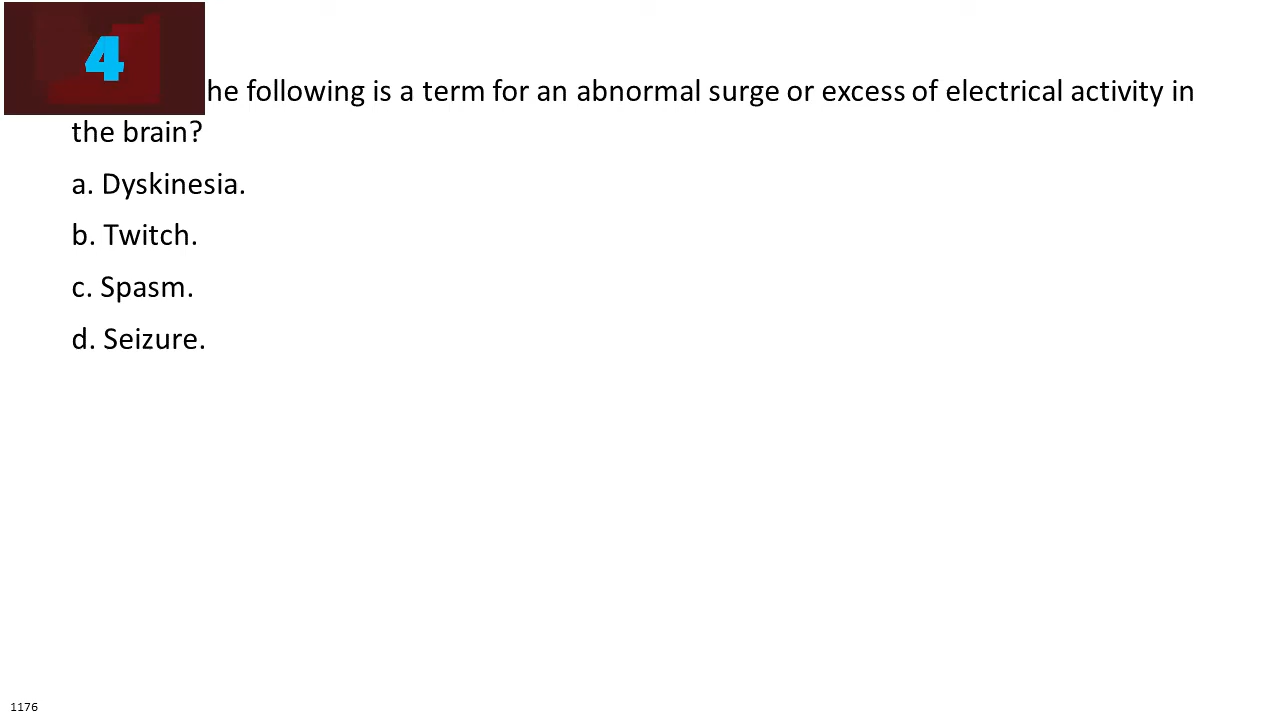 4
he following is a term for an abnormal surge or excess of electrical activity in
the brain?
a. Dyskinesia.
b. Twitch.
c. Spasm.
d. Seizure.
1176